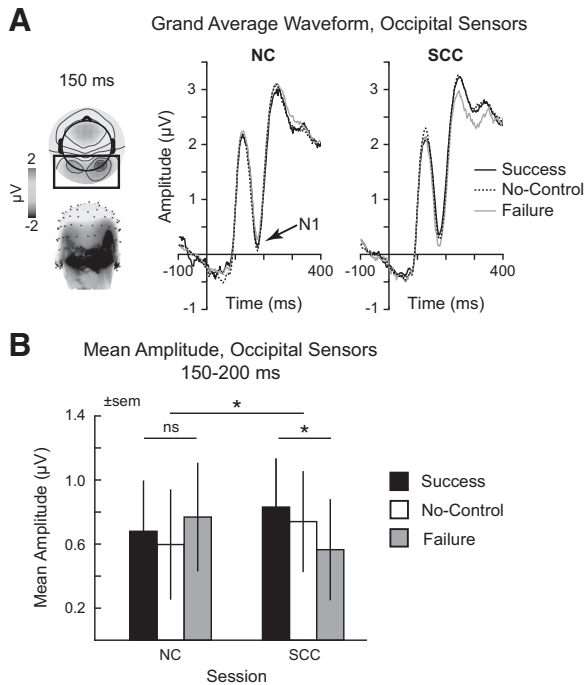 A
Grand Average Waveform, Occipital Sensors
NC
SCC
150 ms
2
µV
-2
Amplitude (µV)
3
2
1
-1
-100
400
Time (ms)
N1
3
2
1
-1
-100
400
Time (ms)
Success
No-Control
Failure
B
Mean Amplitude, Occipital Sensors
150-200 ms
±sem
Mean Amplitude (µV)
1.4
1.0
0.6
0.2
ns
*
*
NC
SCC
Session
Success
No-Control
Failure